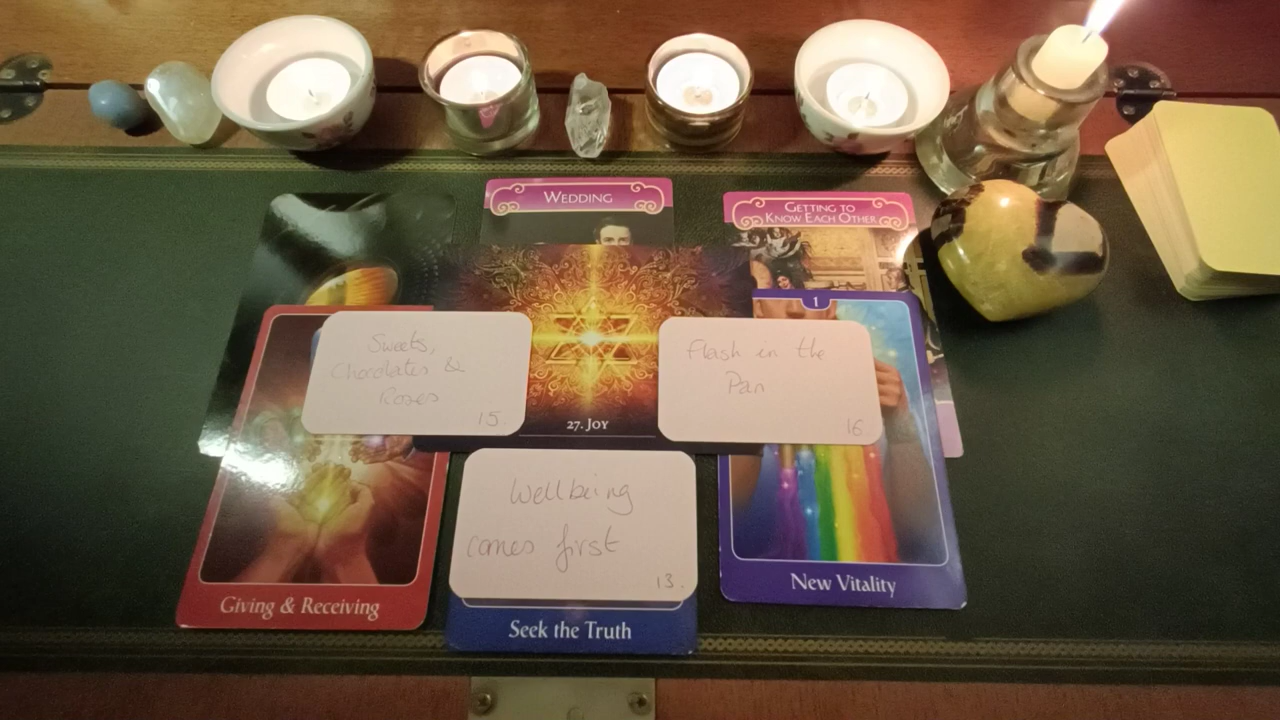 WEDDING
GETTING TO
KNOW EACH OTHER
1
Sweets,
Chocolates &
Roses
15.
Flash in the
Pan
16.
27. JOY
Wellbeing
comes first
13.
Giving & Receiving
Seek the Truth
New Vitality